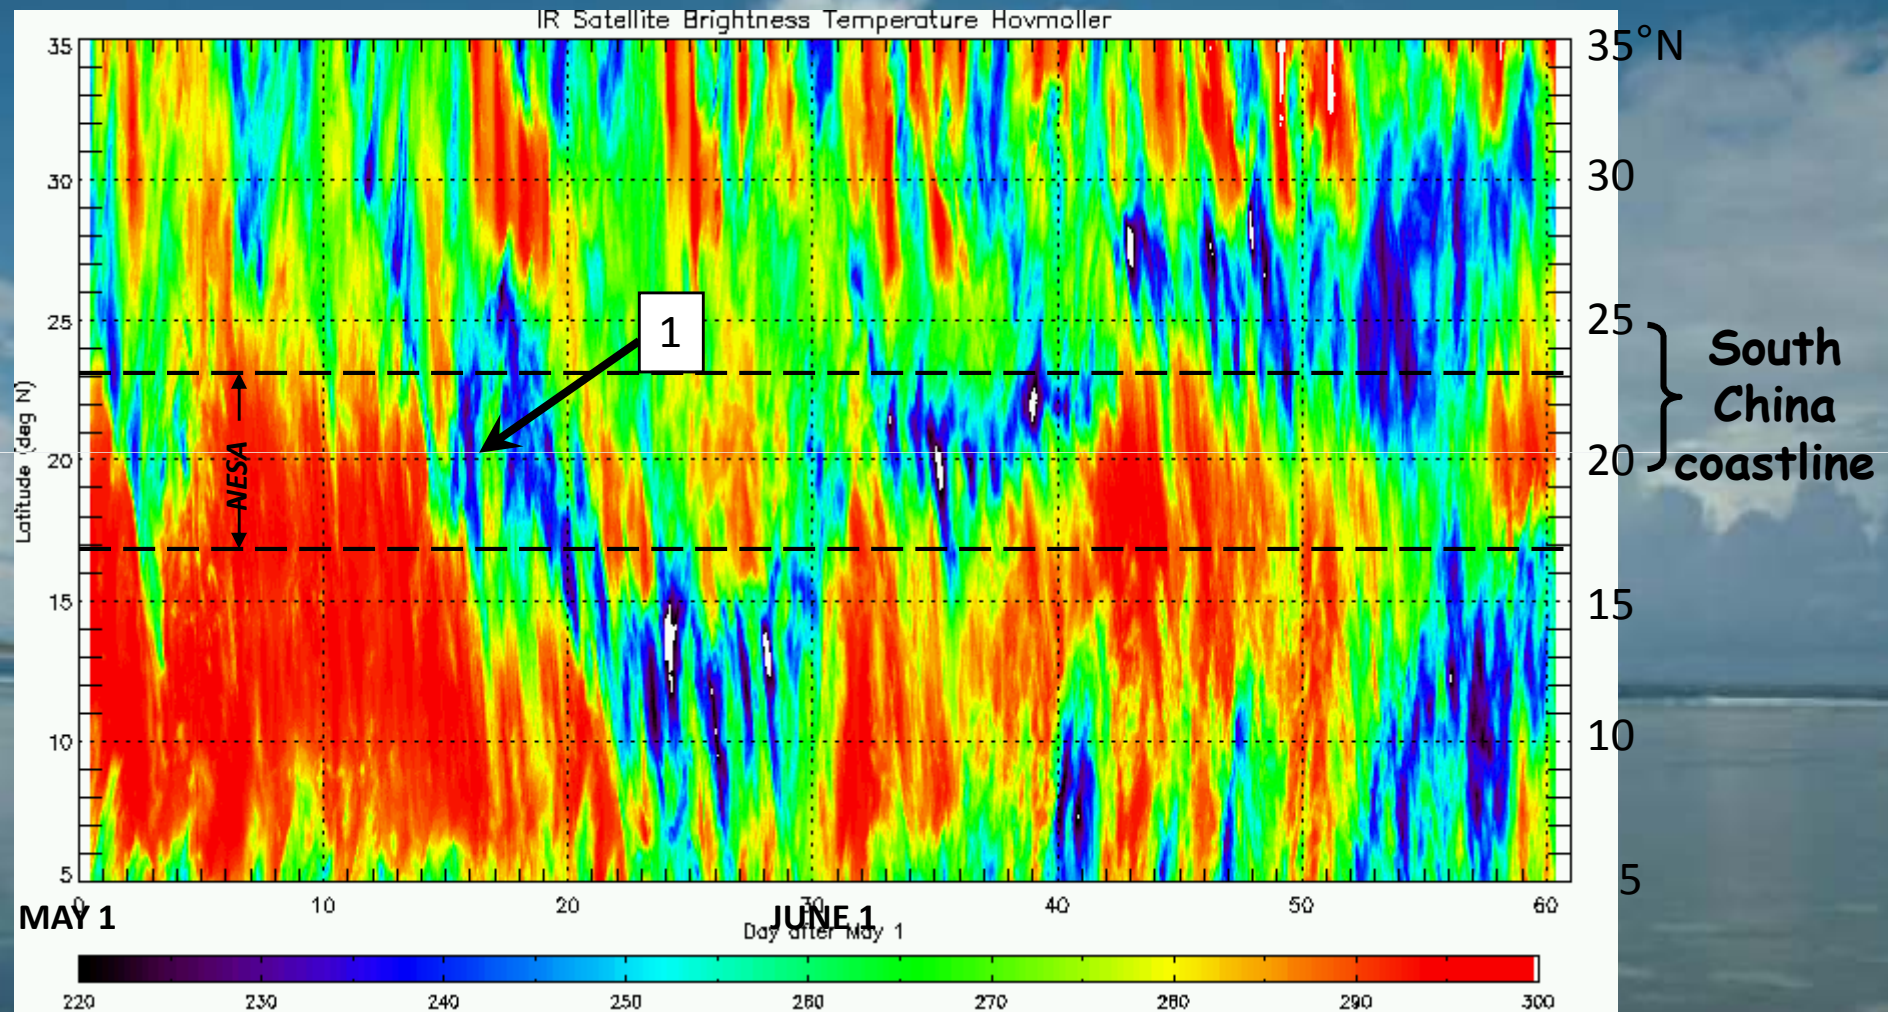 IR Satellite Brightness Temperature Hovmoller
35
30
25
20
15
10
5
Latitude (deg N)
NESA
1
35°N
30
25
20
15
10
5
South
China
coastline
0 10 20 30 40 50 60
MAY 1
JUNE 1
Day after May 1
220 230 240 250 260 270 280 290 300